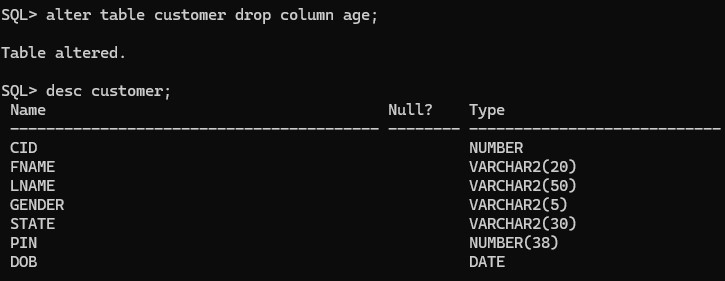 SQL> alter table customer drop column age;
Table altered.
SQL> desc customer;
Name Null? Type
----------------------------------------- -------- ----------------------------
CID NUMBER
FNAME VARCHAR2(20)
LNAME VARCHAR2(50)
GENDER VARCHAR2(5)
STATE VARCHAR2(30)
PIN NUMBER(38)
DOB DATE